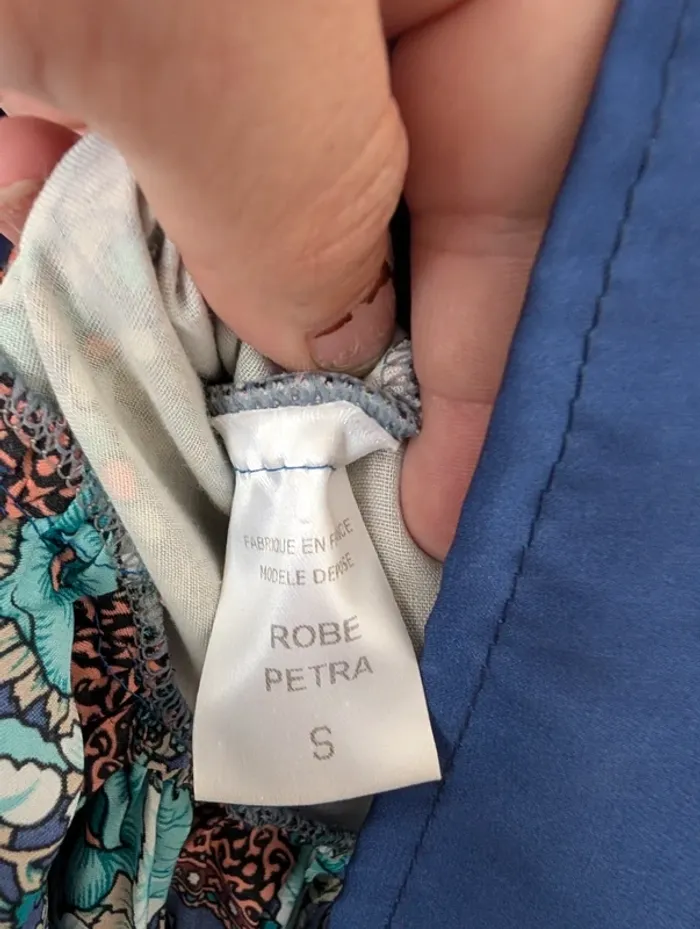 FABRIQUE EN FRANCE
MODELE DEPOSE
ROBE
PETRA
S